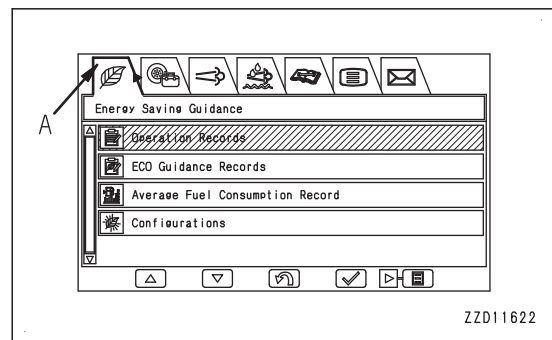 A
Energy Saving Guidance
Operation Records
ECO Guidance Records
Average Fuel Consumption Record
Configurations
ZZD11622